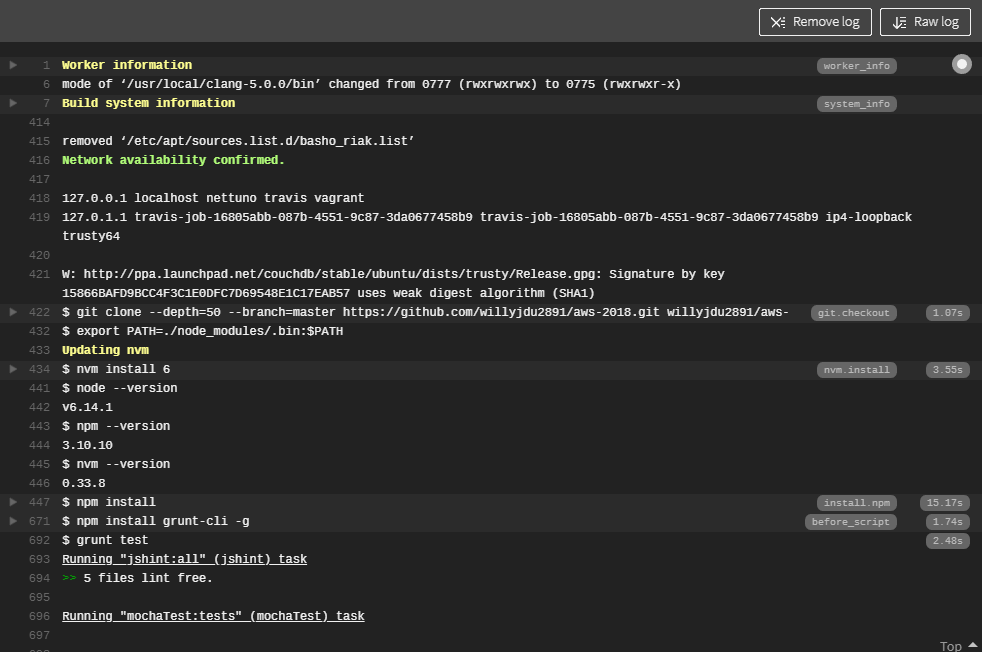 Remove log
Raw log
1 Worker information worker_info
6 mode of ‘/usr/local/clang-5.0.0/bin’ changed from 0777 (rwxrwxrwx) to 0775 (rwxrwxr-x)
7 Build system information system_info
414
415 removed ‘/etc/apt/sources.list.d/basho_riak.list’
416 Network availability confirmed.
417
418 127.0.0.1 localhost nettuno travis vagrant
419 127.0.1.1 travis-job-16805abb-087b-4551-9c87-3da0677458b9 travis-job-16805abb-087b-4551-9c87-3da0677458b9 ip4-loopback
trusty64
420
421 W: http://ppa.launchpad.net/couchdb/stable/ubuntu/dists/trusty/Release.gpg: Signature by key
15866BAFD9BCC4F3C1E0DFC7D69548E1C17EAB57 uses weak digest algorithm (SHA1)
422 $ git clone --depth=50 --branch=master https://github.com/willyjdu2891/aws-2018.git willyjdu2891/aws- git.checkout 1.07s
432 $ export PATH=./node_modules/.bin:$PATH
433 Updating nvm
434 $ nvm install 6 nvm.install 3.55s
441 $ node --version
442 v6.14.1
443 $ npm --version
444 3.10.10
445 $ nvm --version
446 0.33.8
447 $ npm install install.npm 15.17s
671 $ npm install grunt-cli -g before_script 1.74s
692 $ grunt test 2.48s
693 Running "jshint:all" (jshint) task
694 >> 5 files lint free.
695
696 Running "mochaTest:tests" (mochaTest) task
697
Top